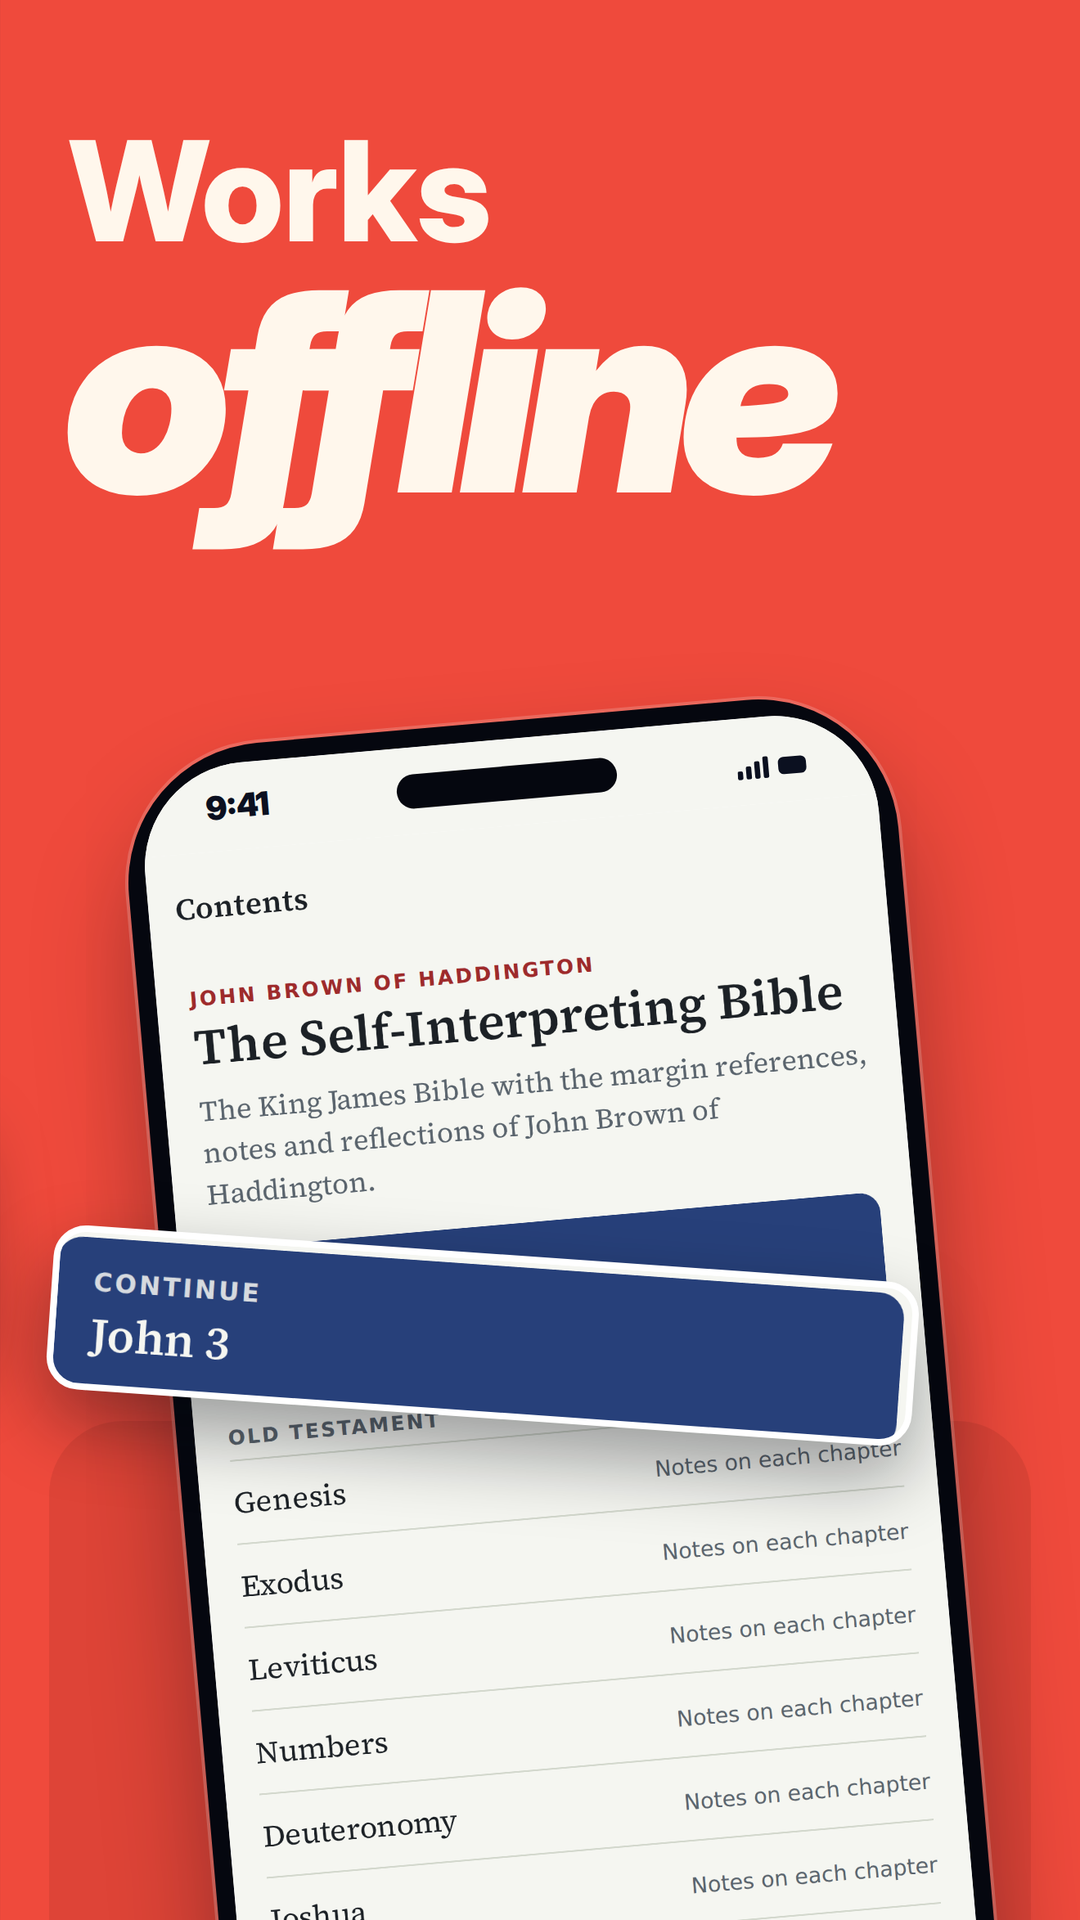 Works
offline
9:41
Contents
JOHN BROWN OF HADDINGTON
The Self-Interpreting Bible
The King James Bible with the margin references,
notes and reflections of John Brown of
Haddington.
CONTINUE
John 3
OLD TESTAMENT
Genesis Notes on each chapter
Exodus Notes on each chapter
Leviticus Notes on each chapter
Numbers Notes on each chapter
Deuteronomy Notes on each chapter
Joshua Notes on each chapter